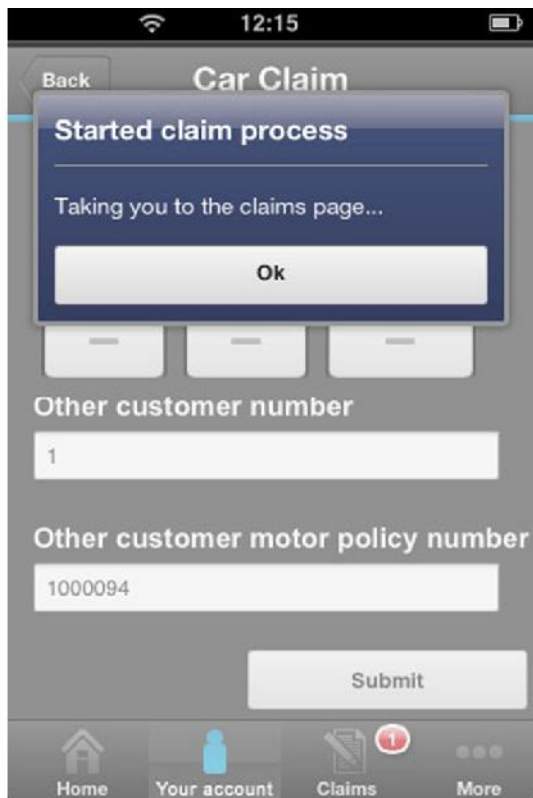 12:15
Back
Car Claim
Started claim process
Taking you to the claims page...
Ok
Other customer number
1
Other customer motor policy number
1000094
Submit
1
Home Your account Claims More